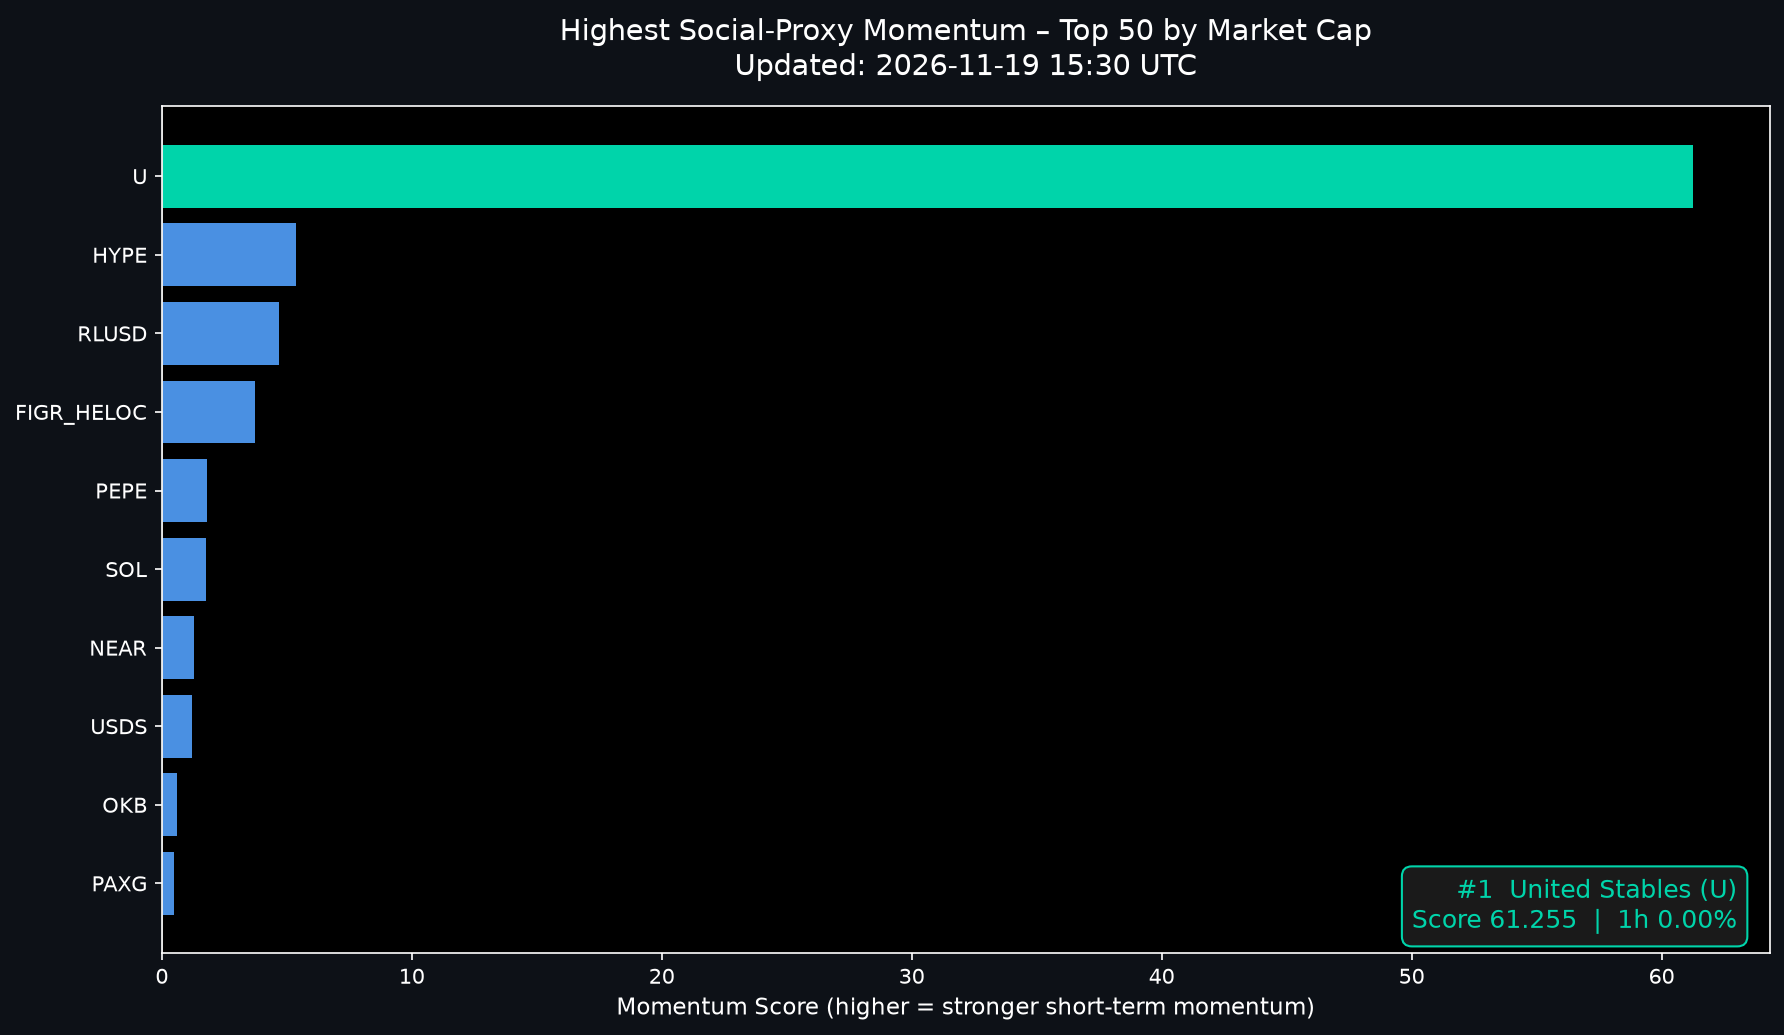 Highest Social-Proxy Momentum – Top 50 by Market Cap
Updated: 2026-11-19 15:30 UTC
U
HYPE
RLUSD
FIGR_HELOC
PEPE
SOL
NEAR
USDS
OKB
PAXG
#1 United Stables (U)
Score 61.255 | 1h 0.00%
0 10 20 30 40 50 60
Momentum Score (higher = stronger short-term momentum)